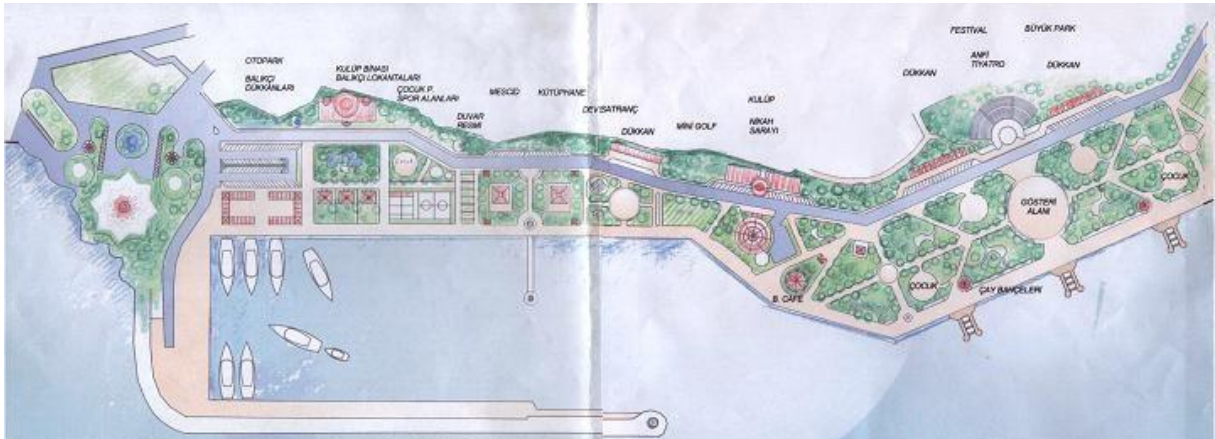 OTOPARK
BALIKÇI
DÜKKANLARI
KULÜP BİNASI
BALIKÇI LOKANTALARI
ÇOCUK P.
SPOR ALANLARI
DUVAR
RESMİ
MESCİD
KÜTÜPHANE
DEV SATRANÇ
DÜKKAN
MİNİ GOLF
KULÜP
NİKAH
SARAYI
DÜKKAN
FESTİVAL
ANFİ
TİYATRO
BÜYÜK PARK
DÜKKAN
ÇOCUK
GÖSTERİ
ALANI
ÇOCUK
ÇAY BAHÇELERİ
B. CAFE